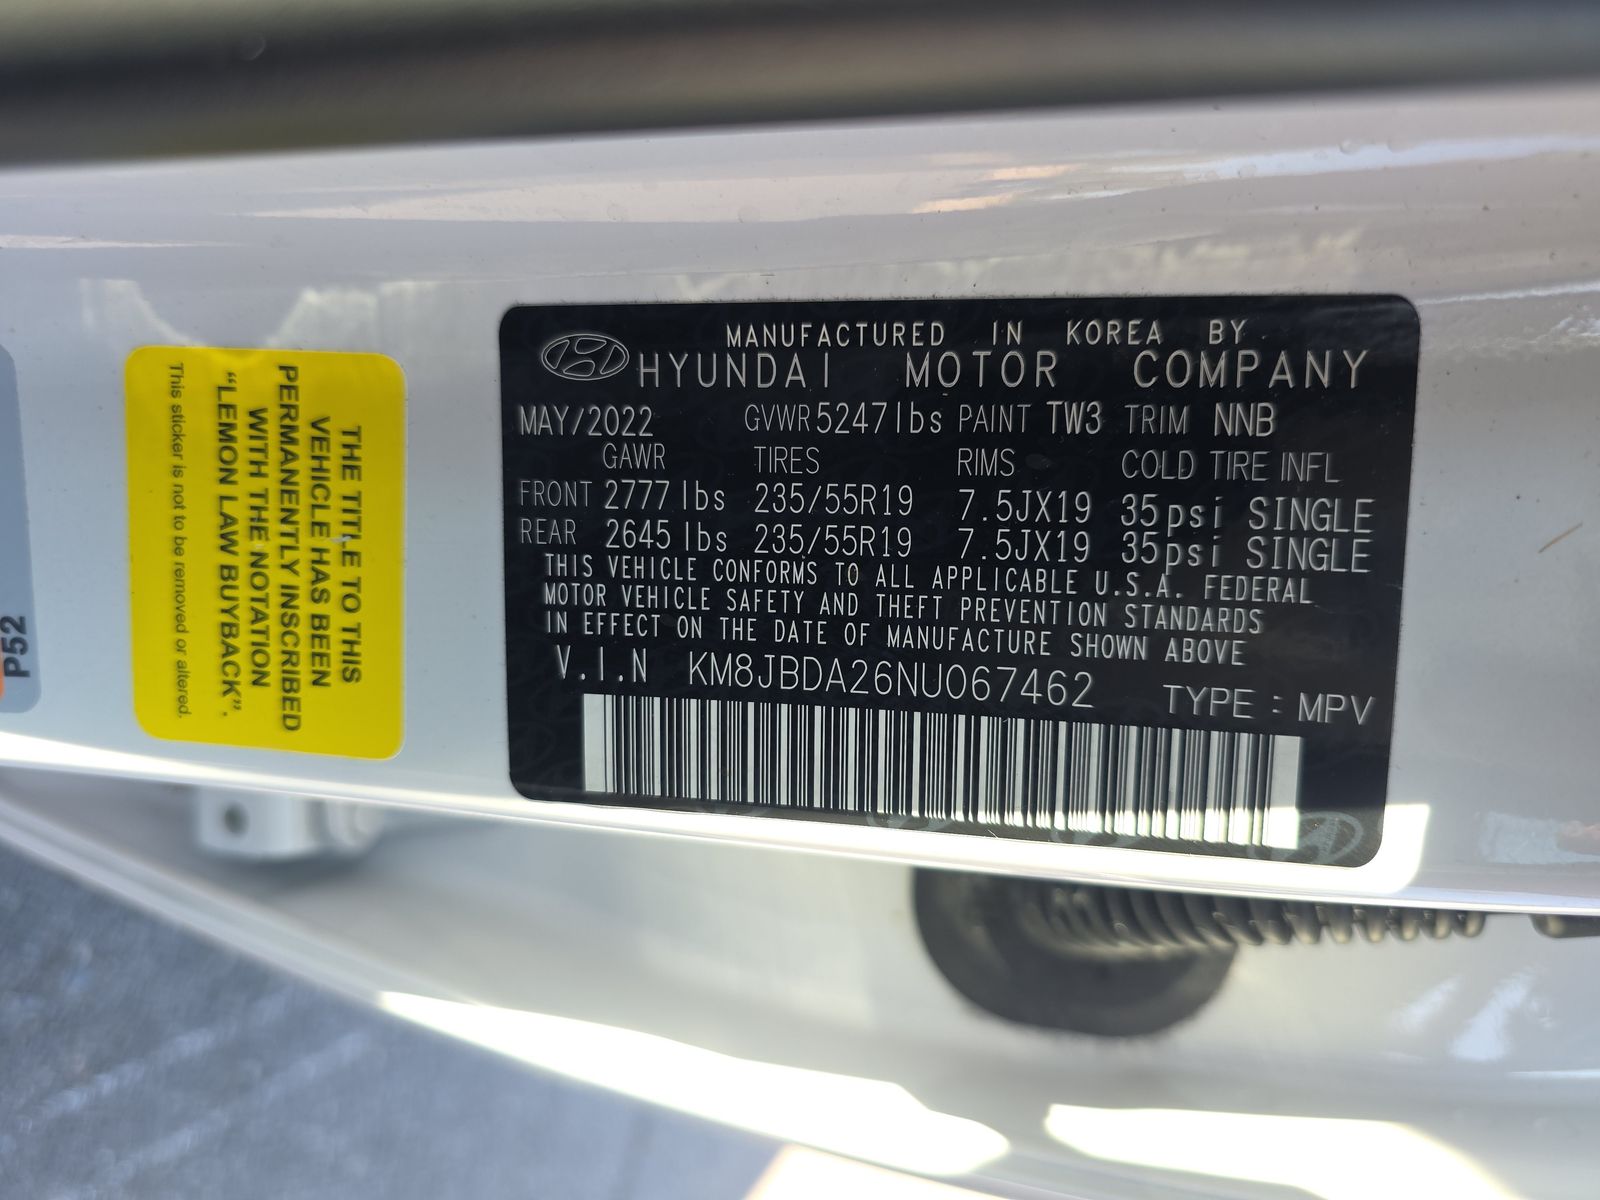 MANUFACTURED IN KOREA BY
HYUNDAI MOTOR COMPANY
MAY/2022 GVWR 5247lbs PAINT TW3 TRIM NNB
GAWR TIRES RIMS COLD TIRE INFL
FRONT 2777lbs 235/55R19 7.5JX19 35psi SINGLE
REAR 2645lbs 235/55R19 7.5JX19 35psi SINGLE
THIS VEHICLE CONFORMS TO ALL APPLICABLE U.S.A. FEDERAL
MOTOR VEHICLE SAFETY AND THEFT PREVENTION STANDARDS
IN EFFECT ON THE DATE OF MANUFACTURE SHOWN ABOVE
V.I.N KM8JBDA26NU067462 TYPE : MPV
THE TITLE TO THIS
VEHICLE HAS BEEN
PERMANENTLY INSCRIBED
WITH THE NOTATION
“LEMON LAW BUYBACK”.
This sticker is not to be removed or altered.
P52